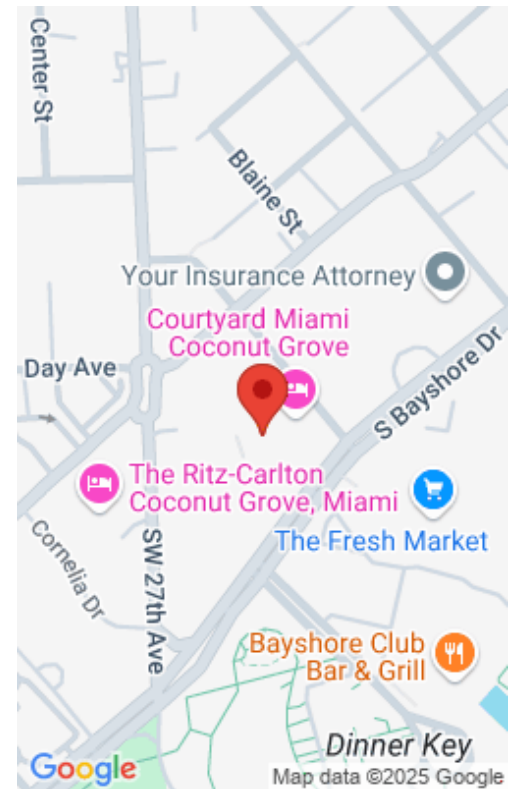 Center St
Blaine St
Your Insurance Attorney
Courtyard Miami
Coconut Grove
Day Ave
S Bayshore Dr
The Ritz-Carlton
Coconut Grove, Miami
The Fresh Market
Cornelia Dr
SW 27th Ave
Bayshore Club
Bar & Grill
Dinner Key
Google
Map data ©2025 Google